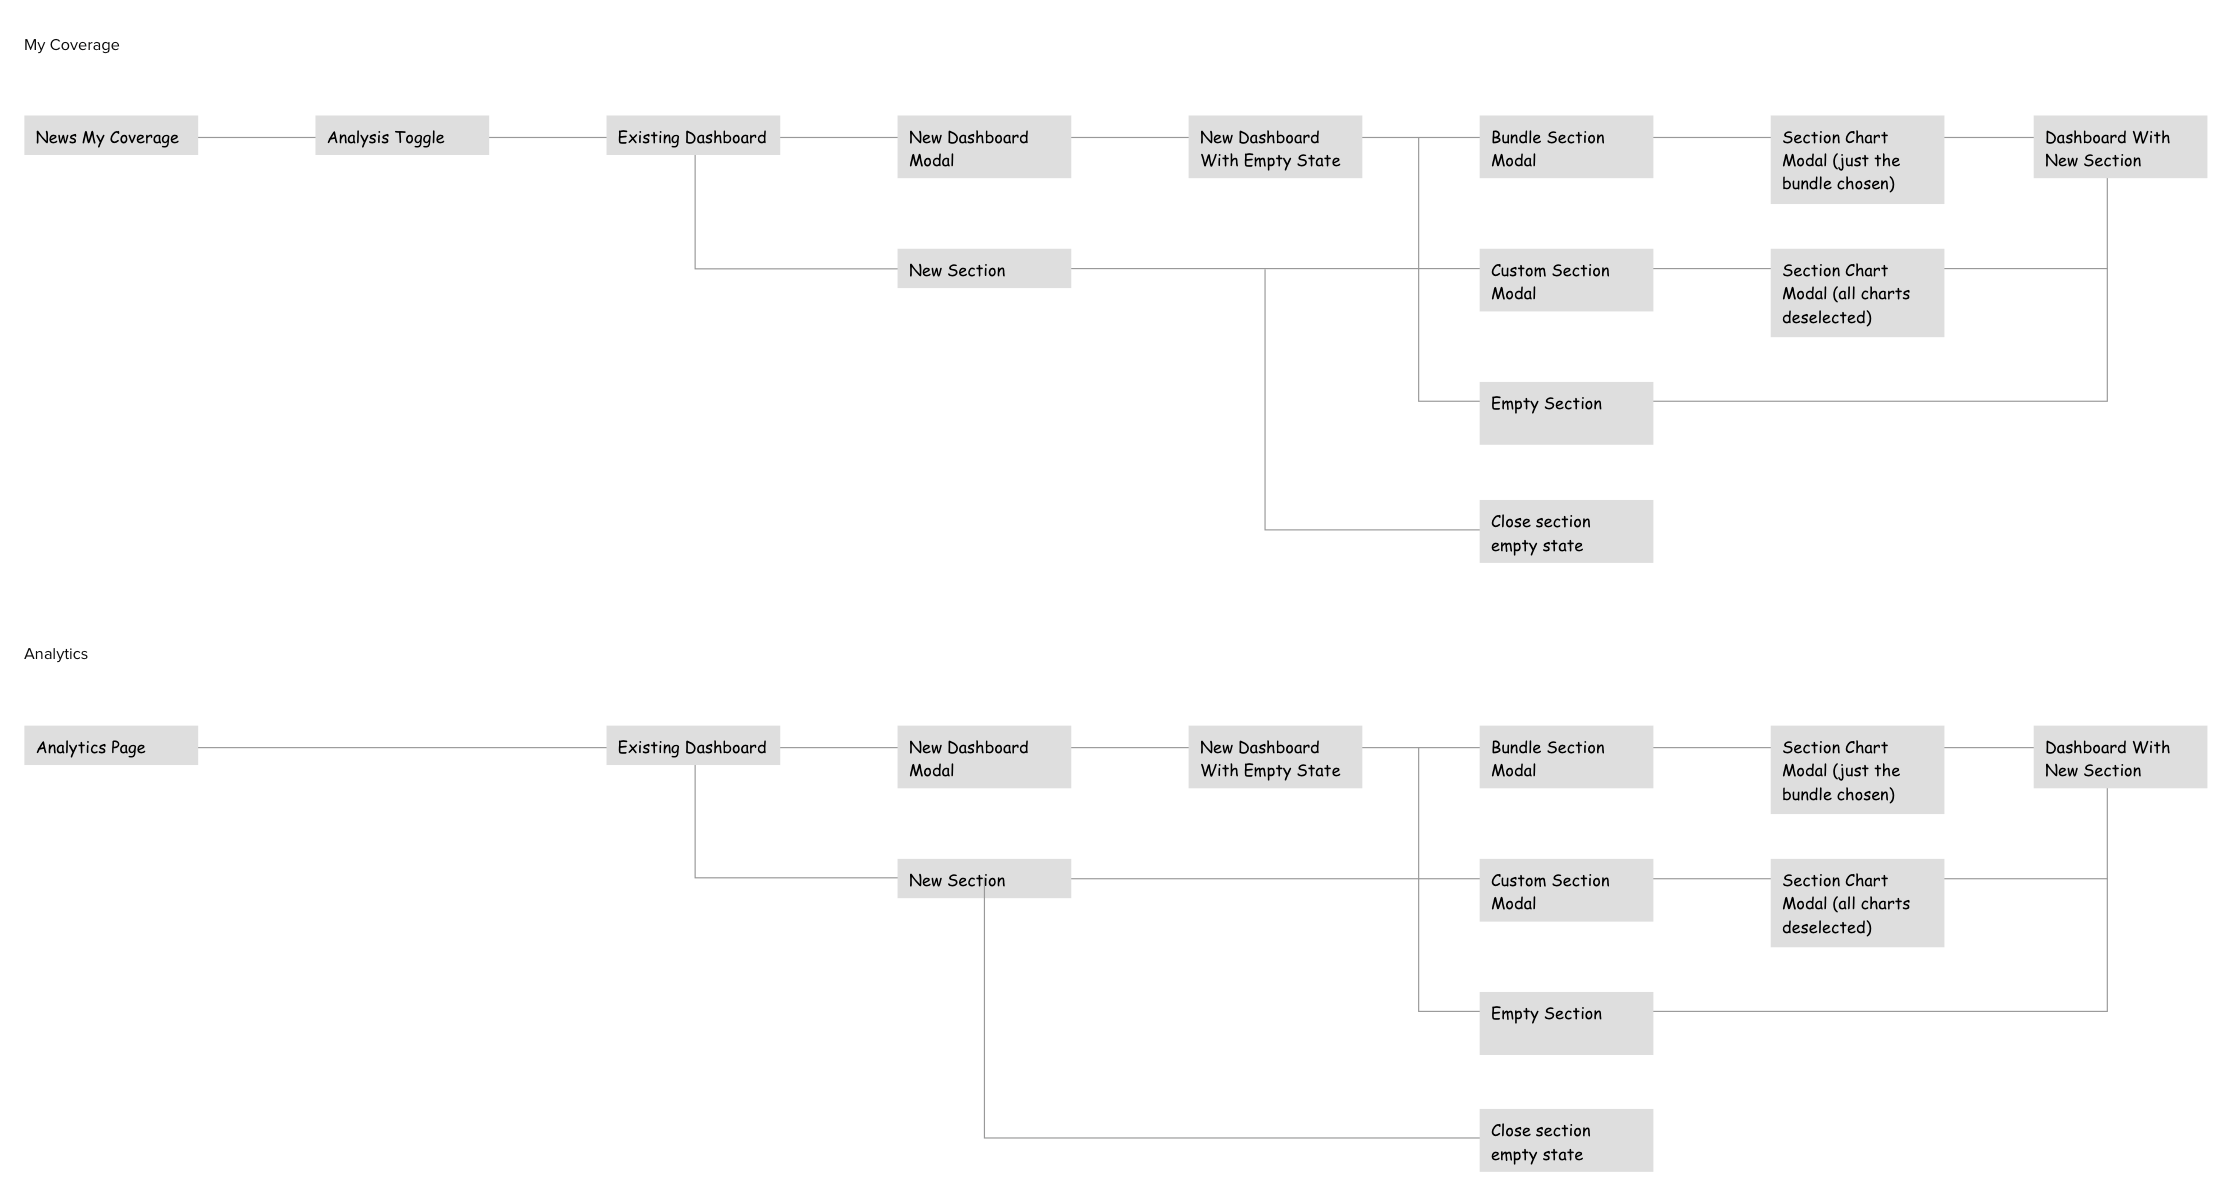 My Coverage
News My Coverage
Analysis Toggle
Existing Dashboard
New Dashboard
Modal
New Dashboard
With Empty State
Bundle Section
Modal
Section Chart
Modal (just the
bundle chosen)
Dashboard With
New Section
New Section
Custom Section
Modal
Section Chart
Modal (all charts
deselected)
Empty Section
Close section
empty state
Analytics
Analytics Page
Existing Dashboard
New Dashboard
Modal
New Dashboard
With Empty State
Bundle Section
Modal
Section Chart
Modal (just the
bundle chosen)
Dashboard With
New Section
New Section
Custom Section
Modal
Section Chart
Modal (all charts
deselected)
Empty Section
Close section
empty state